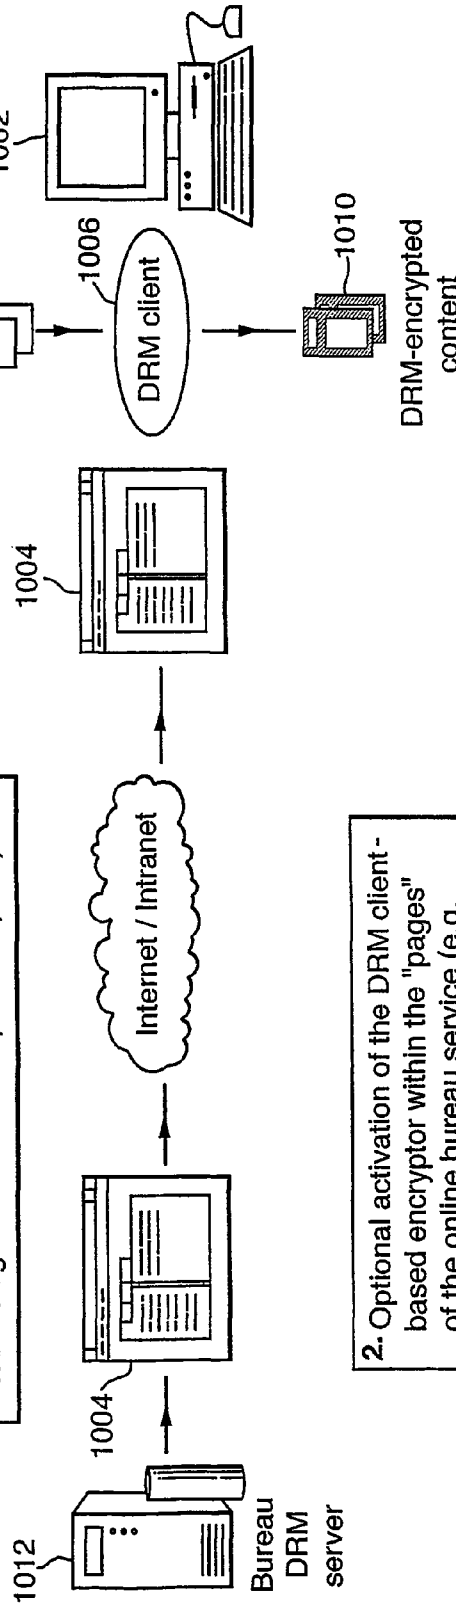 1012
Bureau
DRM
server
1004
Internet / Intranet
1004
1006
DRM client
1002
1010
DRM-encrypted
content
2. Optional activation of the DRM client-
based encryptor within the "pages"
of the online bureau service (e.g.